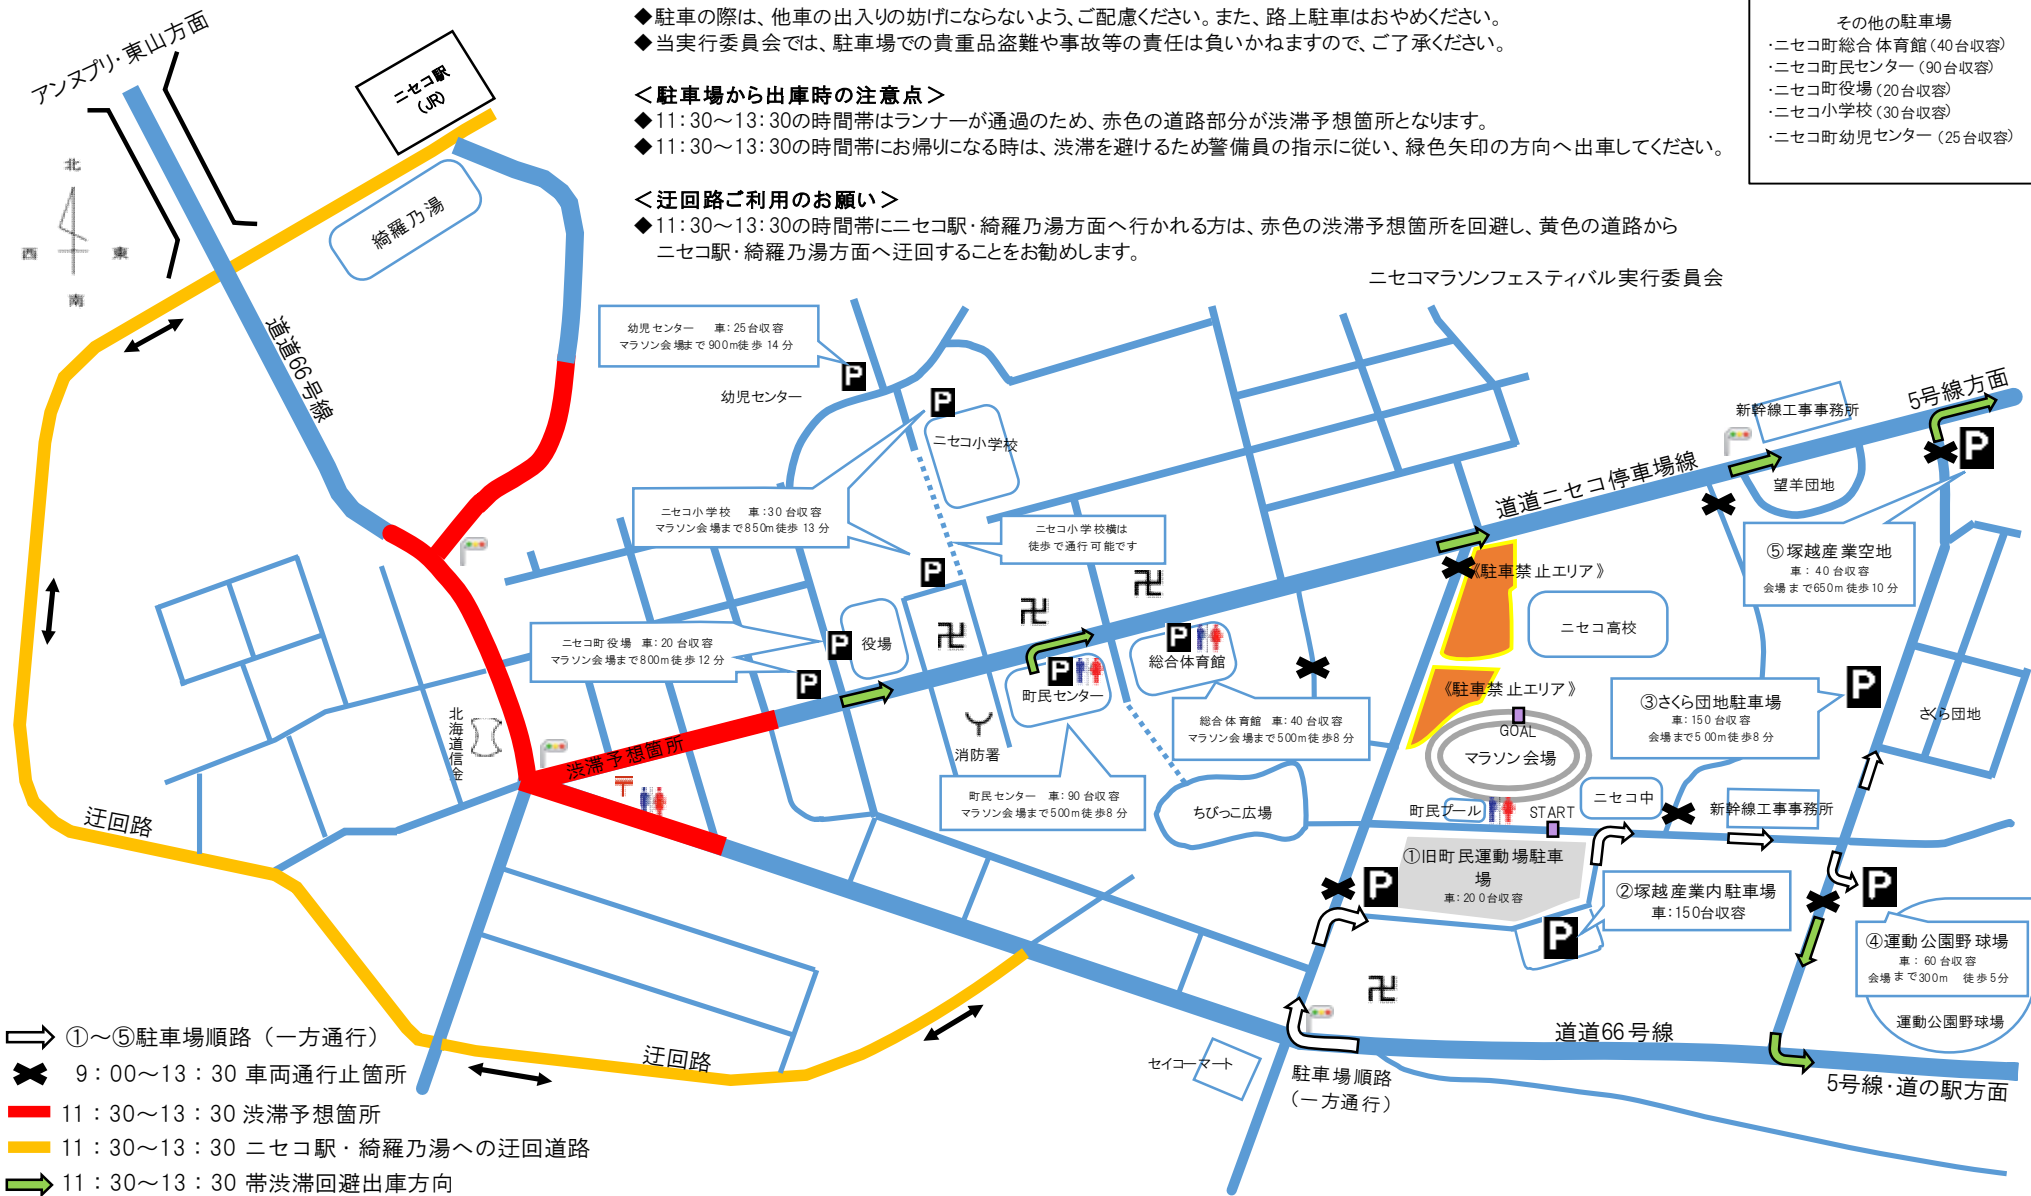 ◆駐車の際は、他車の出入りの妨げにならないよう、ご配慮ください。また、路上駐車はおやめください。
◆当実行委員会では、駐車場での貴重品盗難や事故等の責任は負いかねますので、ご了承ください。
＜駐車場から出庫時の注意点＞
◆11：30～13：30の時間帯はランナーが通過のため、赤色の道路部分が渋滞予想箇所となります。
◆11：30～13：30の時間帯にお帰りになる時は、渋滞を避けるため警備員の指示に従い、緑色矢印の方向へ出車してください。
＜迂回路ご利用のお願い＞
◆11：30～13：30の時間帯にニセコ駅・綺羅乃湯方面へ行かれる方は、赤色の渋滞予想箇所を回避し、黄色の道路から
ニセコ駅・綺羅乃湯方面へ迂回することをお勧めします。
ニセコマラソンフェスティバル実行委員会
その他の駐車場
・ニセコ町総合体育館（40台収容）
・ニセコ町民センター（90台収容）
・ニセコ町役場（20台収容）
・ニセコ小学校（30台収容）
・ニセコ町幼児センター（25台収容）
アンヌプリ・東山方面
ニセコ駅
（JR）
綺羅乃湯
北
西
東
南
道道66号線
幼児センター　車：25台収容
マラソン会場まで900m徒歩14分
P
幼児センター
P
ニセコ小学校
ニセコ小学校　車：30台収容
マラソン会場まで850m徒歩13分
ニセコ小学校横は
徒歩で通行可能です
P
ニセコ町役場　車：20台収容
マラソン会場まで800m徒歩12分
P
役場
P
P
町民センター
P
総合体育館
消防署
総合体育館　車：40台収容
マラソン会場まで500m徒歩8分
町民センター　車：90台収容
マラソン会場まで500m徒歩8分
ちびっこ広場
北海道信金
渋滞予想箇所
〒
道道ニセコ停車場線
新幹線工事事務所
5号線方面
望羊団地
P
⑤塚越産業空地
車：40台収容
会場まで650m徒歩10分
《駐車禁止エリア》
ニセコ高校
《駐車禁止エリア》
GOAL
マラソン会場
③さくら団地駐車場
車：150台収容
会場まで500m徒歩8分
P
さくら団地
町民プール
START
ニセコ中
新幹線工事事務所
①旧町民運動場駐車
場
車：200台収容
P
②塚越産業内駐車場
車：150台収容
P
P
④運動公園野球場
車：60台収容
会場まで300m　徒歩5分
運動公園野球場
迂回路
迂回路
セイコーマート
駐車場順路
（一方通行）
道道66号線
5号線・道の駅方面
①～⑤駐車場順路（一方通行）
9：00～13：30 車両通行止箇所
11：30～13：30 渋滞予想箇所
11：30～13：30 ニセコ駅・綺羅乃湯への迂回道路
11：30～13：30 帯渋滞回避出庫方向